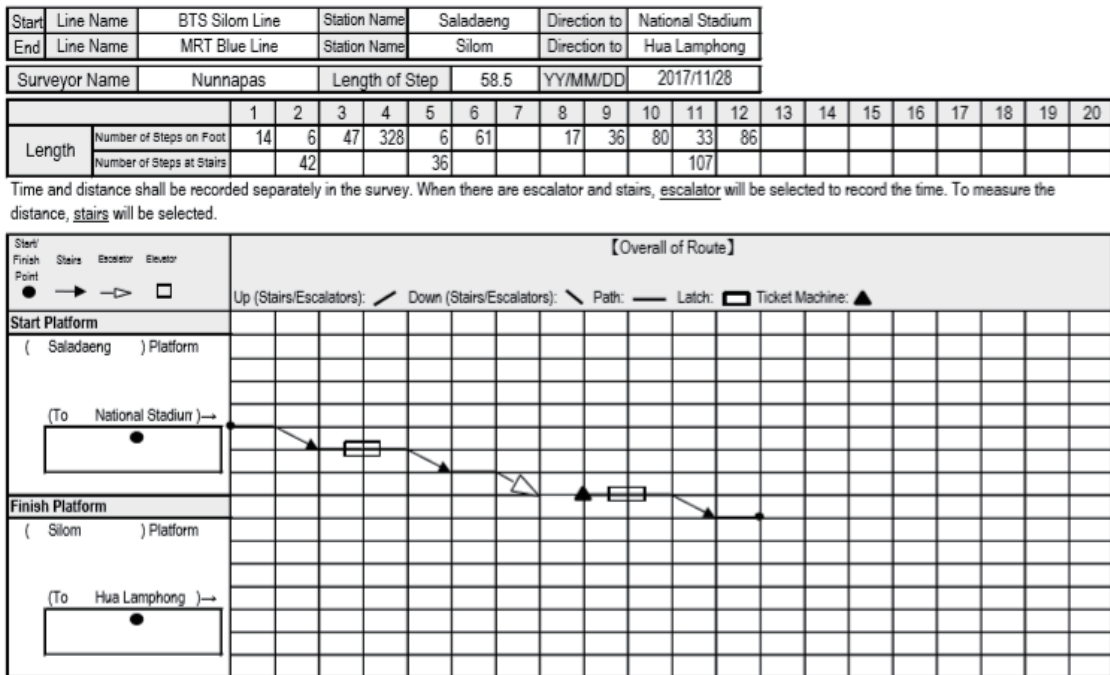 Start Line Name BTS Silom Line Station Name Saladaeng Direction to National Stadium
End Line Name MRT Blue Line Station Name Silom Direction to Hua Lamphong
Surveyor Name Nunnapas Length of Step 58.5 YY/MM/DD 2017/11/28
1 2 3 4 5 6 7 8 9 10 11 12 13 14 15 16 17 18 19 20
Length
Number of Steps on Foot 14 6 47 328 6 61 17 36 80 33 86
Number of Steps at Stairs 42 36 107
Time and distance shall be recorded separately in the survey. When there are escalator and stairs, escalator will be selected to record the time. To measure the
distance, stairs will be selected.
Start/
Finish
Point
Stairs Escalator Elevator
【Overall of Route】
Up (Stairs/Escalators): Down (Stairs/Escalators): Path: Latch: Ticket Machine:
Start Platform
( Saladaeng ) Platform
(To National Stadium )→
Finish Platform
( Silom ) Platform
(To Hua Lamphong )→